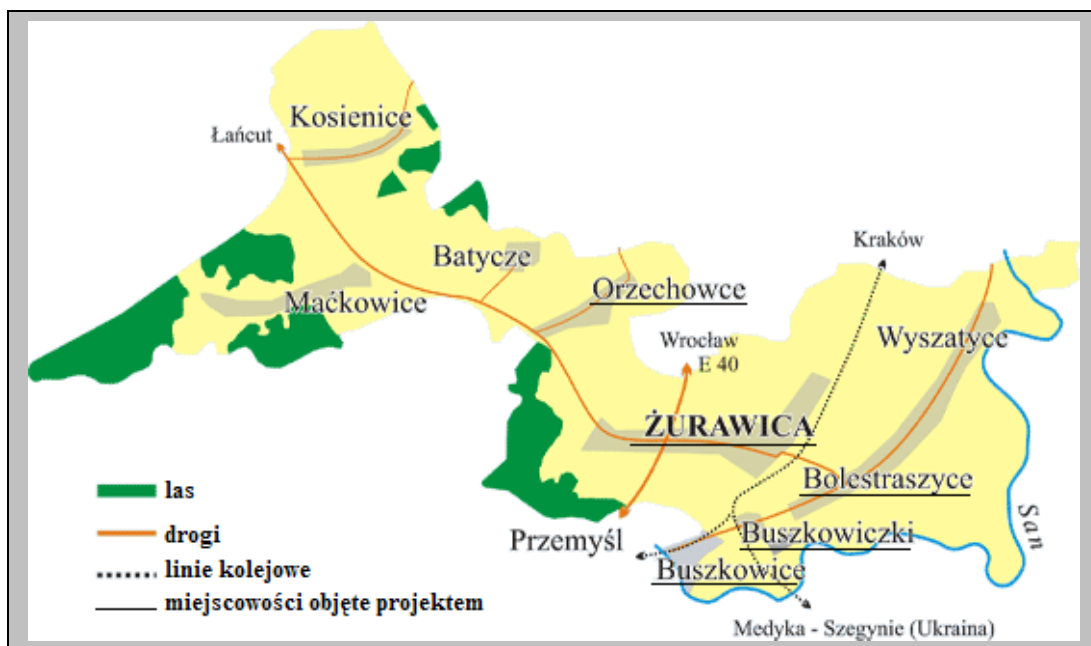 Kosienice
Łańcut
Kraków
Batycze
Orzechowce
Maćkowice
Wrocław
E 40
Wyszatyce
ŻURAWICA
Bolestraszyce
las
San
drogi
Przemyśl
Buszkowiczki
linie kolejowe
Buszkowice
miejscowości objęte projektem
Medyka - Szegynie (Ukraina)